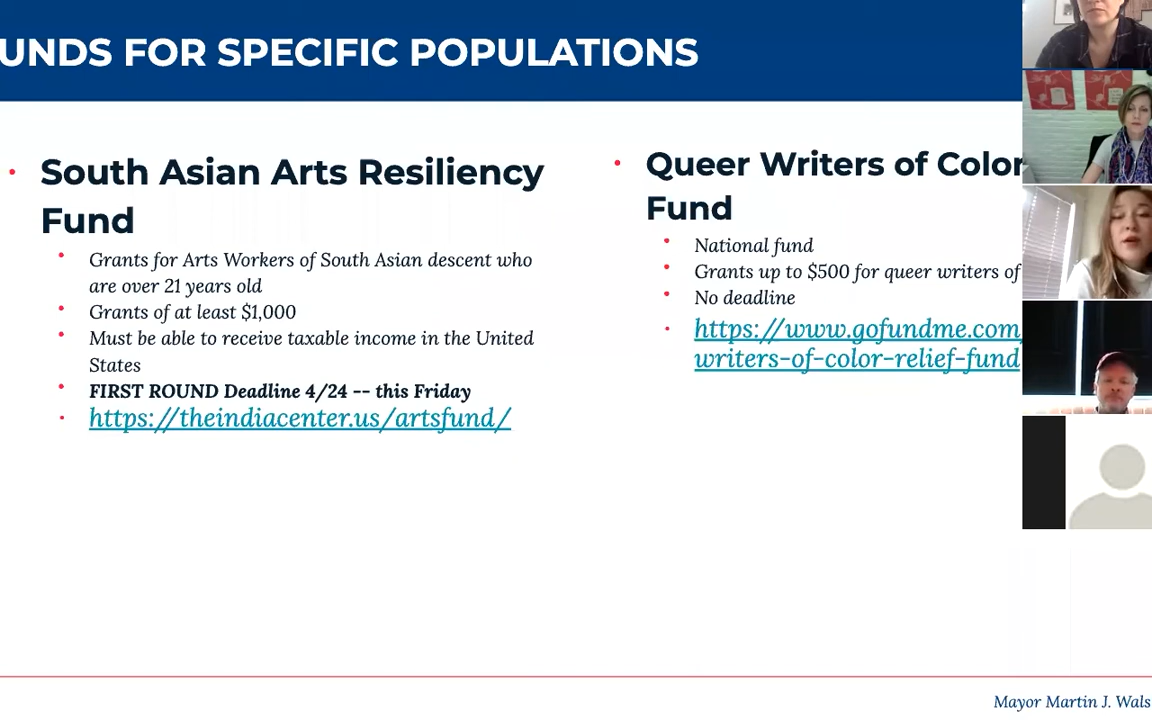 UNDS FOR SPECIFIC POPULATIONS
South Asian Arts Resiliency
Fund
Grants for Arts Workers of South Asian descent who
are over 21 years old
Grants of at least $1,000
Must be able to receive taxable income in the United
States
FIRST ROUND Deadline 4/24 -- this Friday
https://theindiacenter.us/artsfund/
Queer Writers of Color
Fund
National fund
Grants up to $500 for queer writers of
No deadline
https://www.gofundme.com/
writers-of-color-relief-fund
Mayor Martin J. Wals